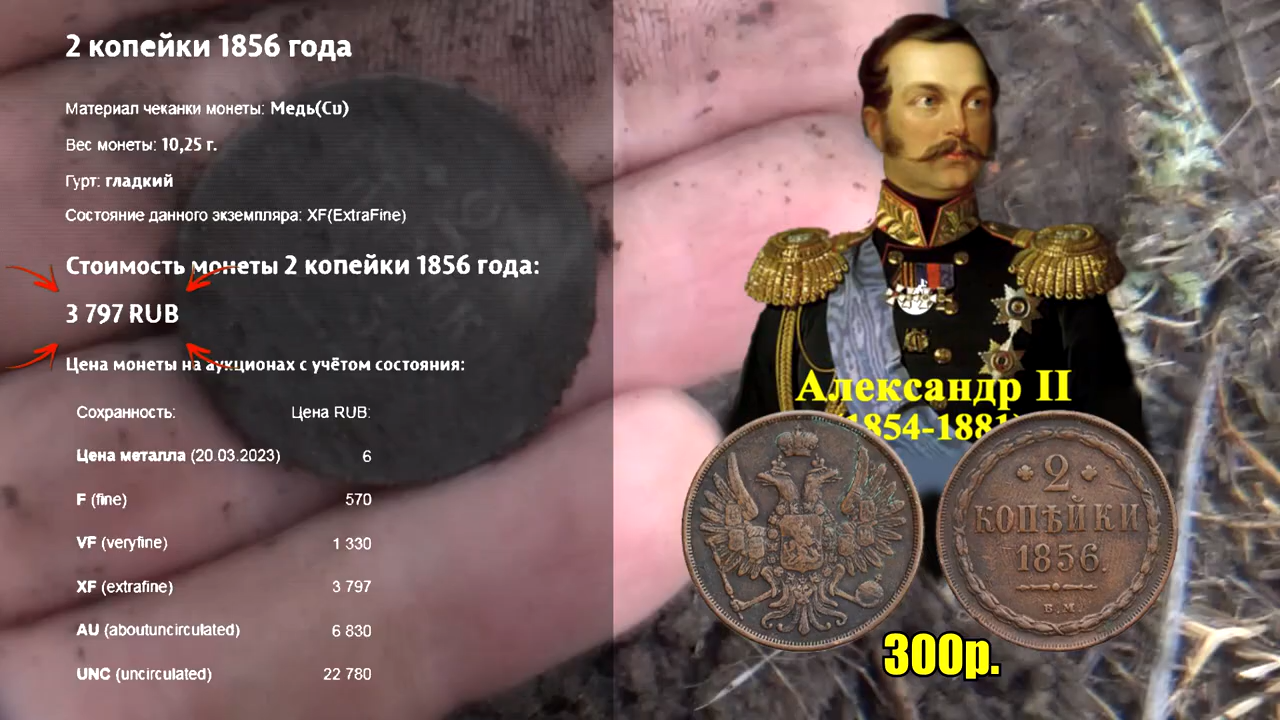 2 копейки 1856 года
Материал чеканки монеты: Медь(Cu)
Вес монеты: 10,25 г.
Гурт: гладкий
Состояние данного экземпляра: XF(ExtraFine)
Стоимость монеты 2 копейки 1856 года:
3 797 RUB
Цена монеты на аукционах с учётом состояния:
Сохранность: Цена RUB:
Цена металла (20.03.2023) 6
F (fine) 570
VF (veryfine) 1 330
XF (extrafine) 3 797
AU (aboutuncirculated) 6 830
UNC (uncirculated) 22 780
Александр II
(1854-1881)
2
КОПѢЙКИ
1856.
В.М.
300р.